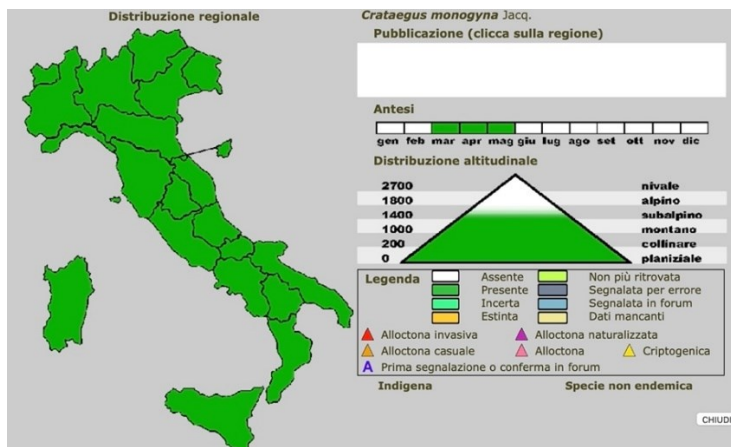 Distribuzione regionale
Crataegus monogyna Jacq.
Pubblicazione (clicca sulla regione)
Antesi
gen feb mar apr mag giu lug ago set ott nov dic
Distribuzione altitudinale
2700 nivale
1800 alpino
1400 subalpino
1000 montano
200 collinare
0 planiziale
Legenda
Assente Non più ritrovata
Presente Segnalata per errore
Incerta Segnalata in forum
Estinta Dati mancanti
Alloctona invasiva Alloctona naturalizzata
Alloctona casuale Alloctona Criptogenica
A Prima segnalazione o conferma in forum
Indigena Specie non endemica
CHIUDI